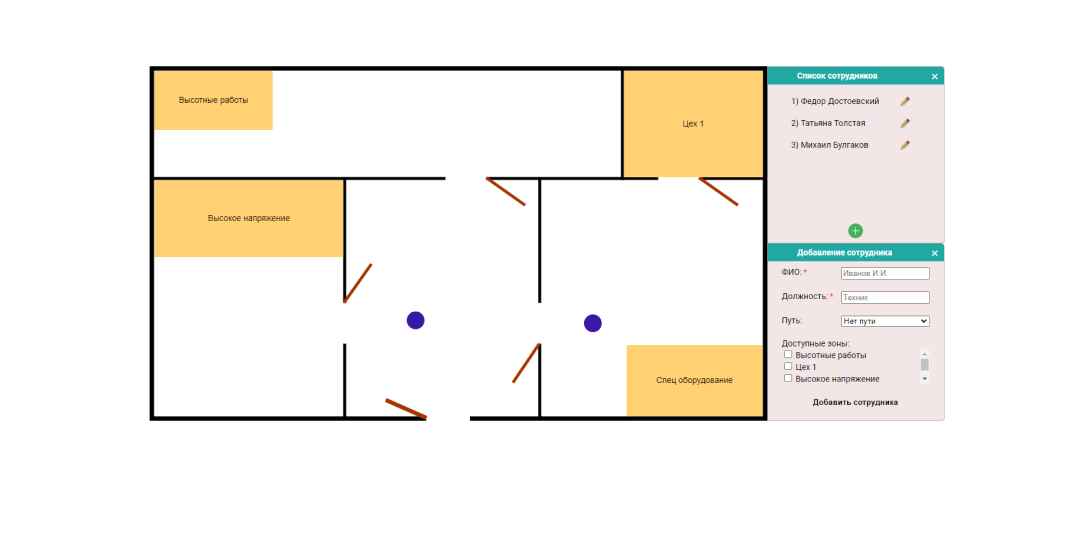 Высотные работы
Цех 1
Высокое напряжение
Спец оборудование
Список сотрудников
1) Федор Достоевский
2) Татьяна Толстая
3) Михаил Булгаков
Добавление сотрудника
ФИО: * Иванов И.И.
Должность: * Техник
Путь: Нет пути
Доступные зоны:
Высотные работы
Цех 1
Высокое напряжение
Добавить сотрудника